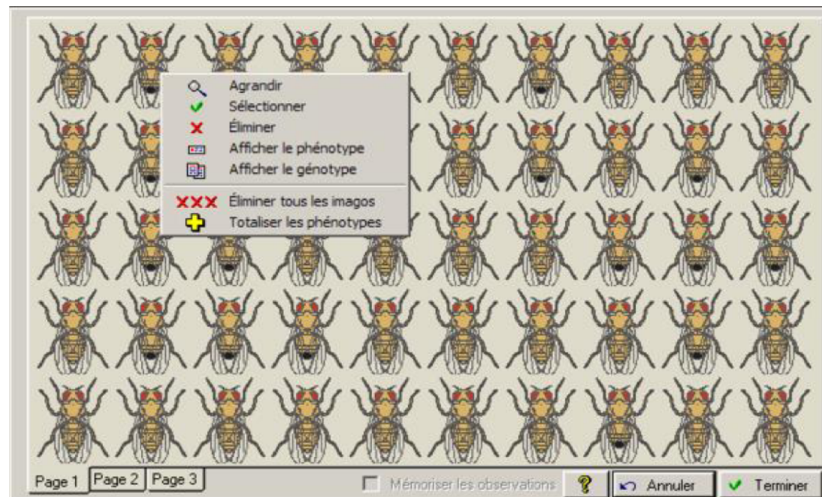 Agrandir
Sélectionner
Éliminer
Afficher le phénotype
Afficher le génotype
Éliminer tous les imagos
Totaliser les phénotypes
Page 1 Page 2 Page 3 Mémoriser les observations Annuler Terminer